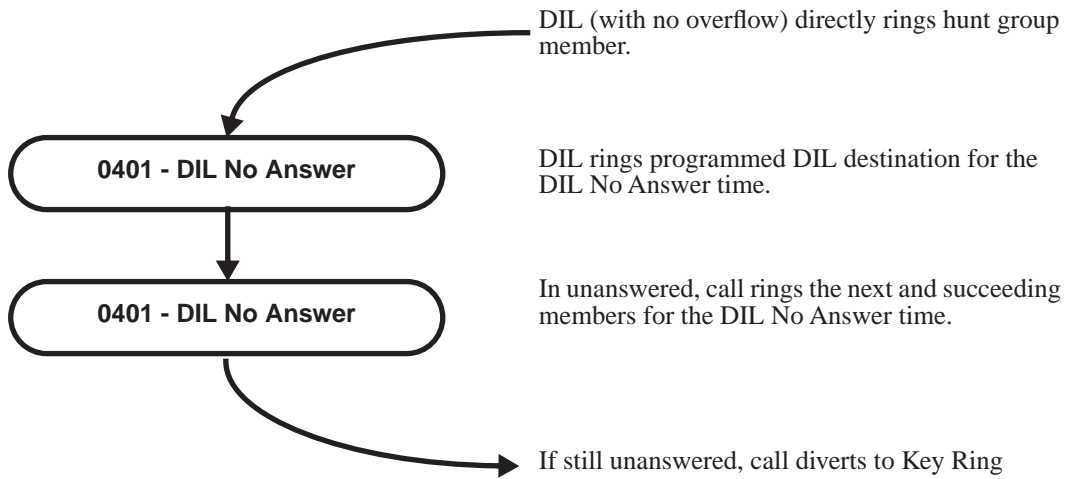 DIL (with no overflow) directly rings hunt group
member.
0401 - DIL No Answer
DIL rings programmed DIL destination for the
DIL No Answer time.
0401 - DIL No Answer
In unanswered, call rings the next and succeeding
members for the DIL No Answer time.
If still unanswered, call diverts to Key Ring